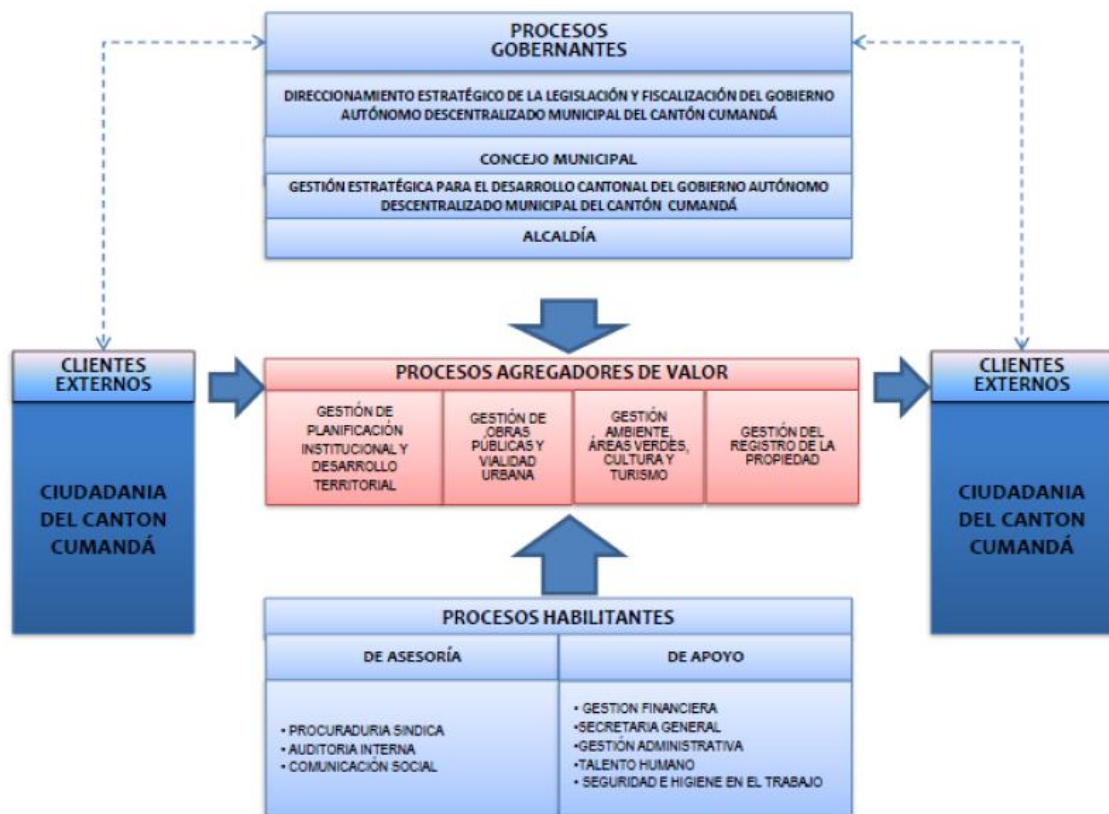 PROCESOS
GOBERNANTES
DIRECCIONAMIENTO ESTRATÉGICO DE LA LEGISLACIÓN Y FISCALIZACIÓN DEL GOBIERNO
AUTÓNOMO DESCENTRALIZADO MUNICIPAL DEL CANTÓN CUMANDÁ
CONCEJO MUNICIPAL
GESTIÓN ESTRATÉGICA PARA EL DESARROLLO CANTONAL DEL GOBIERNO AUTÓNOMO
DESCENTRALIZADO MUNICIPAL DEL CANTÓN CUMANDÁ
ALCALDÍA
CLIENTES
EXTERNOS
CIUDADANIA
DEL CANTON
CUMANDÁ
PROCESOS AGREGADORES DE VALOR
GESTIÓN DE
PLANIFICACIÓN
INSTITUCIONAL Y
DESARROLLO
TERRITORIAL
GESTIÓN DE
,OBRAS
PÚBLICAS Y
VIALIDAD
URBANA
GESTIÓN
AMBIENTE,
ÁREAS VERDES,
CULTURA Y
TURISMO
GESTIÓN DEL
REGISTRO DE LA
PROPIEDAD
CLIENTES
EXTERNOS
CIUDADANIA
DEL CANTON
CUMANDÁ
PROCESOS HABILITANTES
DE ASESORÍA
• PROCURADURIA SINDICA
• AUDITORIA INTERNA
• COMUNICACIÓN SOCIAL
DE APOYO
• GESTION FINANCIERA
•SECRETARIA GENERAL
•GESTIÓN ADMINISTRATIVA
•TALENTO HUMANO
• SEGURIDAD E HIGIENE EN EL TRABAJO